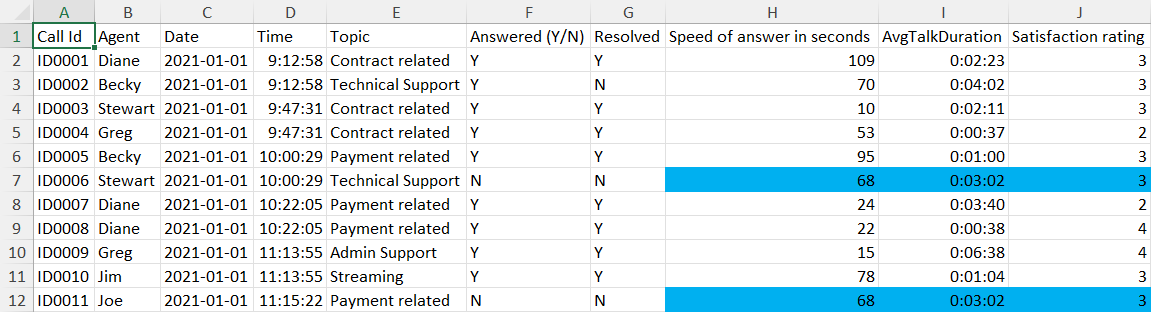 A B C D E F G H I J
1 Call Id Agent Date Time Topic Answered (Y/N) Resolved Speed of answer in seconds AvgTalkDuration Satisfaction rating
2 ID0001 Diane 2021-01-01 9:12:58 Contract related Y Y 109 0:02:23 3
3 ID0002 Becky 2021-01-01 9:12:58 Technical Support Y N 70 0:04:02 3
4 ID0003 Stewart 2021-01-01 9:47:31 Contract related Y Y 10 0:02:11 3
5 ID0004 Greg 2021-01-01 9:47:31 Contract related Y Y 53 0:00:37 2
6 ID0005 Becky 2021-01-01 10:00:29 Payment related Y Y 95 0:01:00 3
7 ID0006 Stewart 2021-01-01 10:00:29 Technical Support N N 68 0:03:02 3
8 ID0007 Diane 2021-01-01 10:22:05 Payment related Y Y 24 0:03:40 2
9 ID0008 Diane 2021-01-01 10:22:05 Payment related Y Y 22 0:00:38 4
10 ID0009 Greg 2021-01-01 11:13:55 Admin Support Y Y 15 0:06:38 4
11 ID0010 Jim 2021-01-01 11:13:55 Streaming Y Y 78 0:01:04 3
12 ID0011 Joe 2021-01-01 11:15:22 Payment related N N 68 0:03:02 3